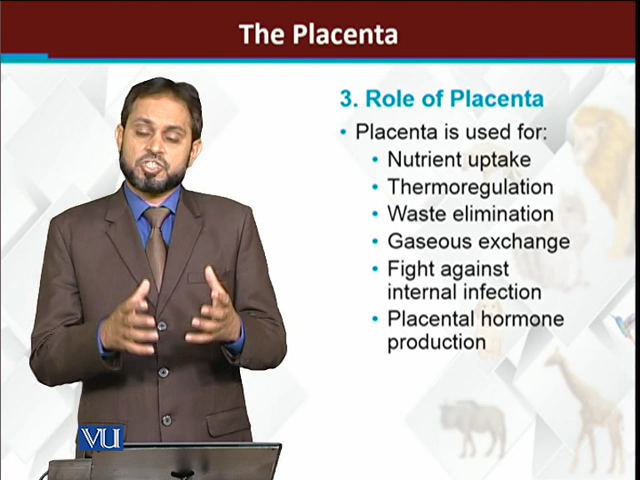 The Placenta
3. Role of Placenta
• Placenta is used for:
• Nutrient uptake
• Thermoregulation
• Waste elimination
• Gaseous exchange
• Fight against
internal infection
• Placental hormone
production
VU